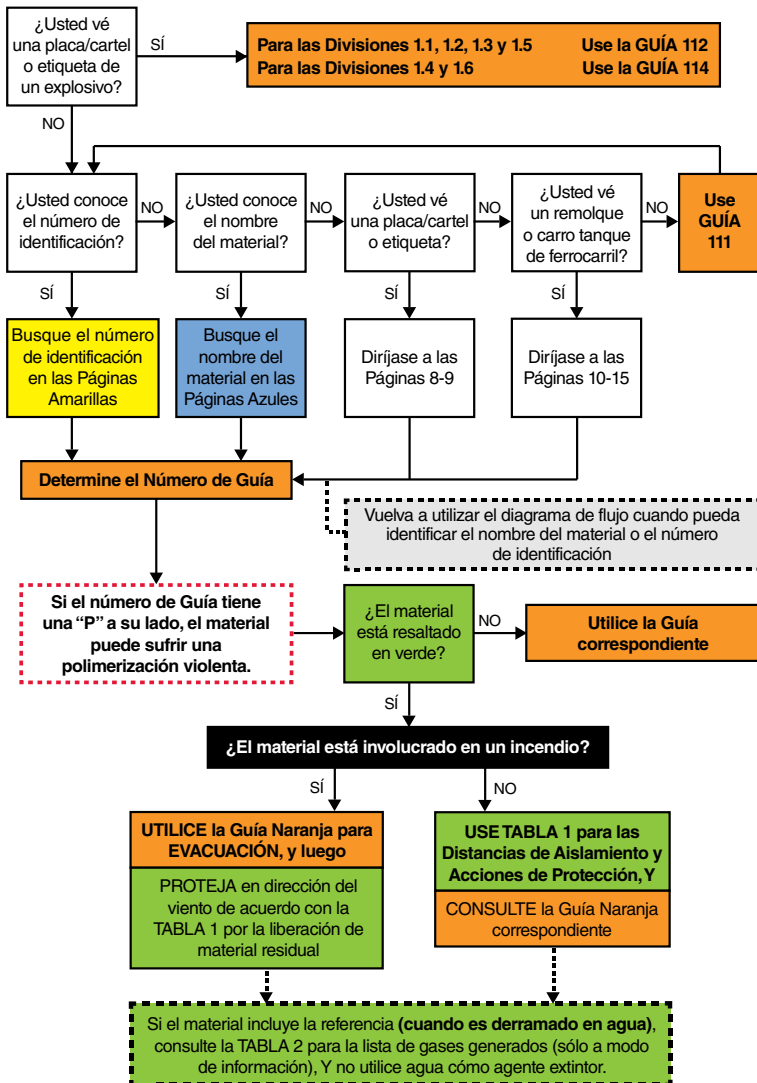 ¿Usted vé
una placa/cartel
o etiqueta de
un explosivo?
SÍ
Para las Divisiones 1.1, 1.2, 1.3 y 1.5 Use la GUÍA 112
Para las Divisiones 1.4 y 1.6 Use la GUÍA 114
NO
¿Usted conoce
el número de
identificación?
NO
¿Usted conoce
el nombre
del material?
NO
¿Usted vé
una placa/cartel
o etiqueta?
NO
¿Usted vé
un remolque
o carro tanque
de ferrocarril?
NO
Use
GUÍA
111
SÍ
SÍ
SÍ
SÍ
Busque el número
de identificación
en las Páginas
Amarillas
Busque el
nombre del
material en las
Páginas Azules
Diríjase a las
Páginas 8-9
Diríjase a las
Páginas 10-15
Determine el Número de Guía
Vuelva a utilizar el diagrama de flujo cuando pueda
identificar el nombre del material o el número
de identificación
Si el número de Guía tiene
una “P” a su lado, el material
puede sufrir una
polimerización violenta.
¿El material
está resaltado
en verde?
NO
Utilice la Guía
correspondiente
SÍ
¿El material está involucrado en un incendio?
SÍ
NO
UTILICE la Guía Naranja para
EVACUACIÓN, y luego
PROTEJA en dirección del
viento de acuerdo con la
TABLA 1 por la liberación de
material residual
USE TABLA 1 para las
Distancias de Aislamiento y
Acciones de Protección, Y
CONSULTE la Guía Naranja
correspondiente
Si el material incluye la referencia (cuando es derramado en agua),
consulte la TABLA 2 para la lista de gases generados (sólo a modo
de información), Y no utilice agua cómo agente extintor.